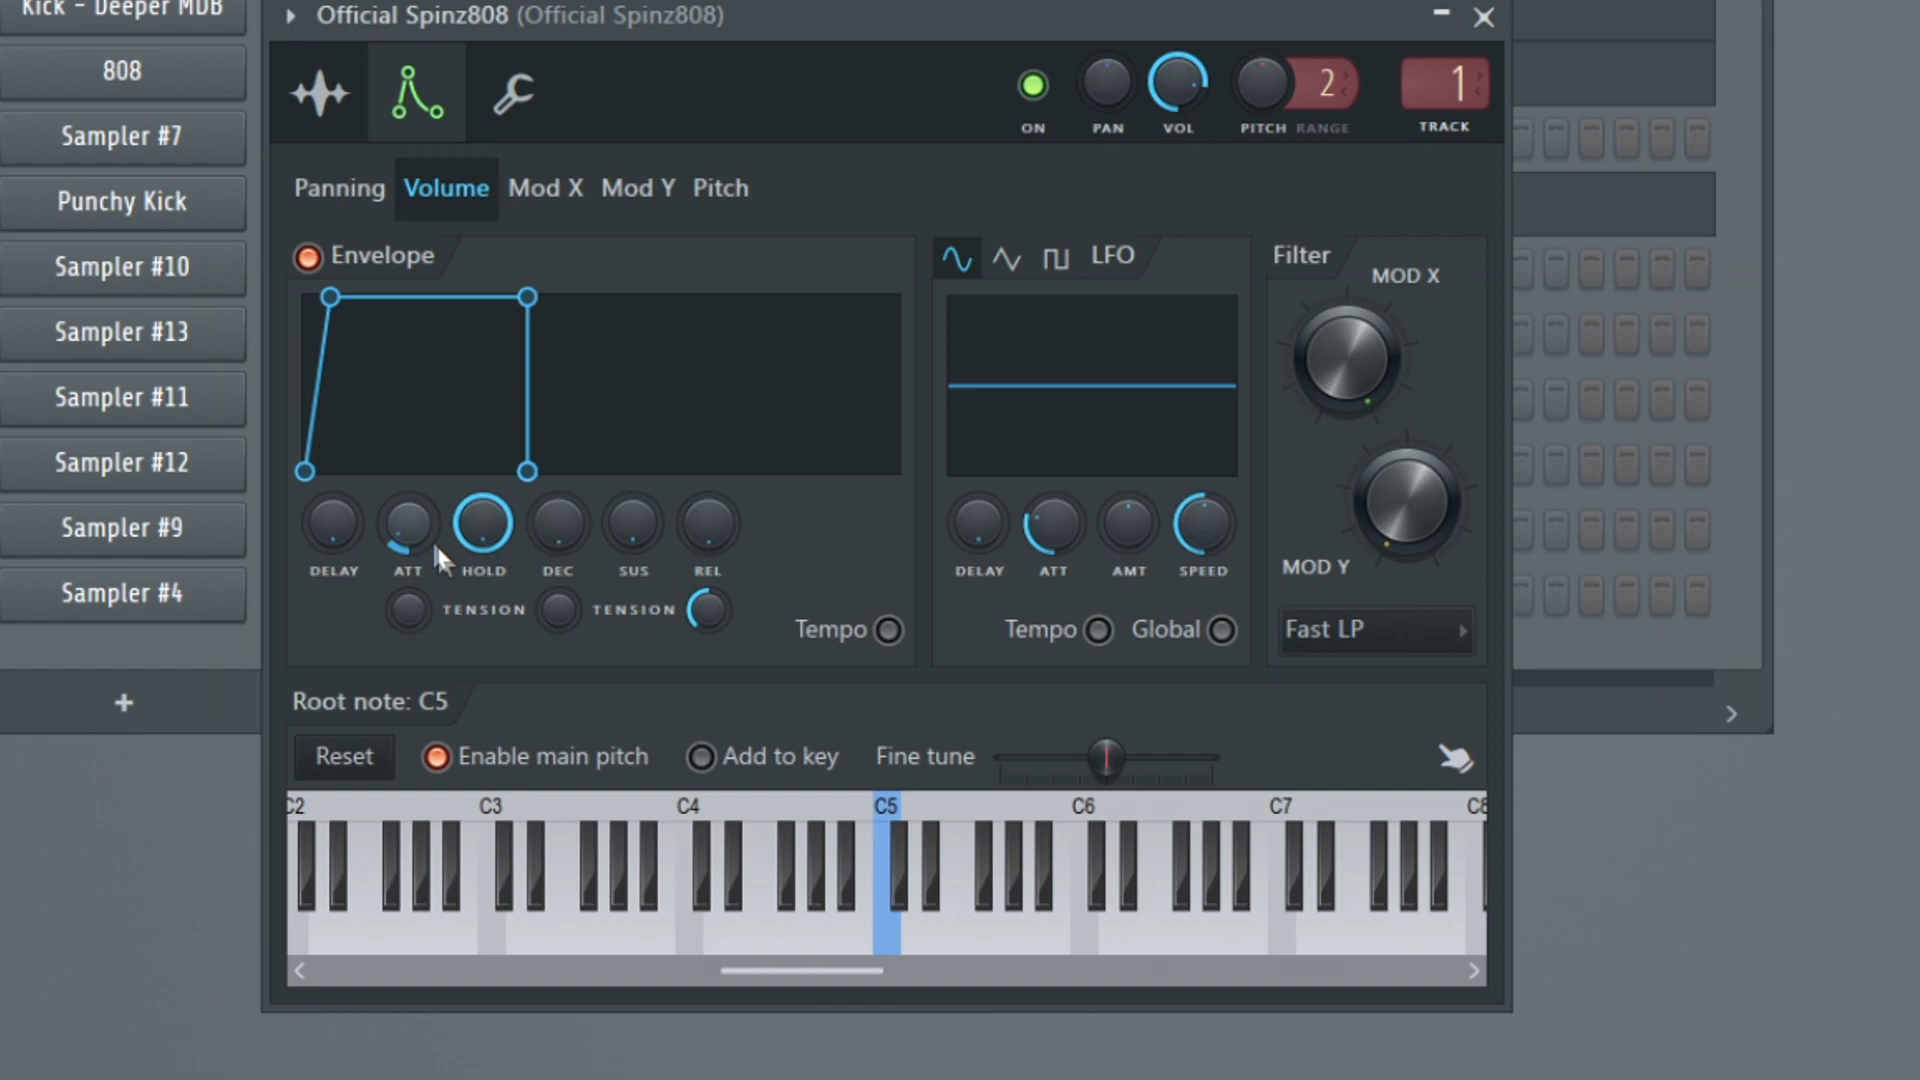 Kick - Deeper MDB
808
Sampler #7
Punchy Kick
Sampler #10
Sampler #13
Sampler #11
Sampler #12
Sampler #9
Sampler #4
+
Official Spinz808 (Official Spinz808)
ON
PAN
VOL
PITCH RANGE
2
1
TRACK
Panning Volume Mod X Mod Y Pitch
Envelope
DELAY ATT HOLD DEC SUS REL
TENSION TENSION
Tempo
LFO
DELAY ATT AMT SPEED
Tempo Global
Filter
MOD X
MOD Y
Fast LP
Root note: C5
Reset Enable main pitch Add to key Fine tune
C2 C3 C4 C5 C6 C7 C8